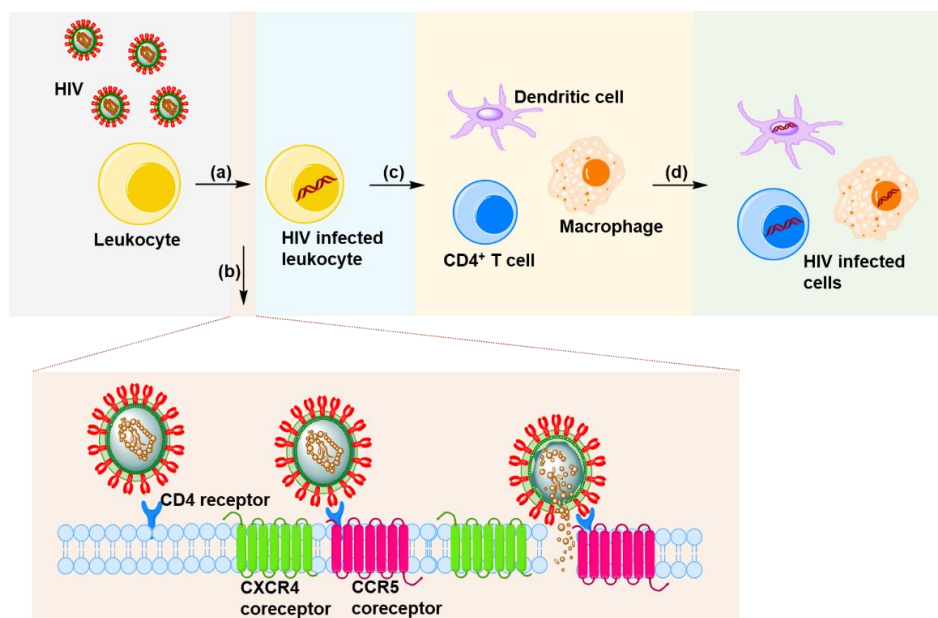 HIV
Leukocyte
(a)
(b)
HIV infected
leukocyte
(c)
Dendritic cell
CD4⁺ T cell
Macrophage
(d)
HIV infected
cells
CD4 receptor
CXCR4
coreceptor
CCR5
coreceptor